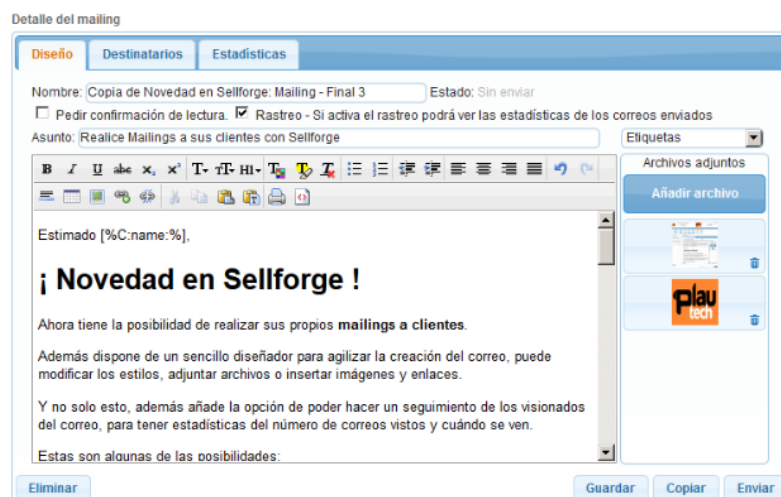 Detalle del mailing
Diseño Destinatarios Estadísticas
Nombre: Copia de Novedad en Sellforge: Mailing - Final 3 Estado: Sin enviar
Pedir confirmación de lectura. Rastreo - Si activa el rastreo podrá ver las estadísticas de los correos enviados
Asunto: Realice Mailings a sus clientes con Sellforge Etiquetas
Archivos adjuntos
Añadir archivo
plau
tech
Estimado [%C:name:%],
¡ Novedad en Sellforge !
Ahora tiene la posibilidad de realizar sus propios mailings a clientes.
Además dispone de un sencillo diseñador para agilizar la creación del correo, puede
modificar los estilos, adjuntar archivos o insertar imágenes y enlaces.
Y no solo esto, además añade la opción de poder hacer un seguimiento de los visionados
del correo, para tener estadísticas del número de correos vistos y cuándo se ven.
Estas son algunas de las posibilidades:
Eliminar Guardar Copiar Enviar